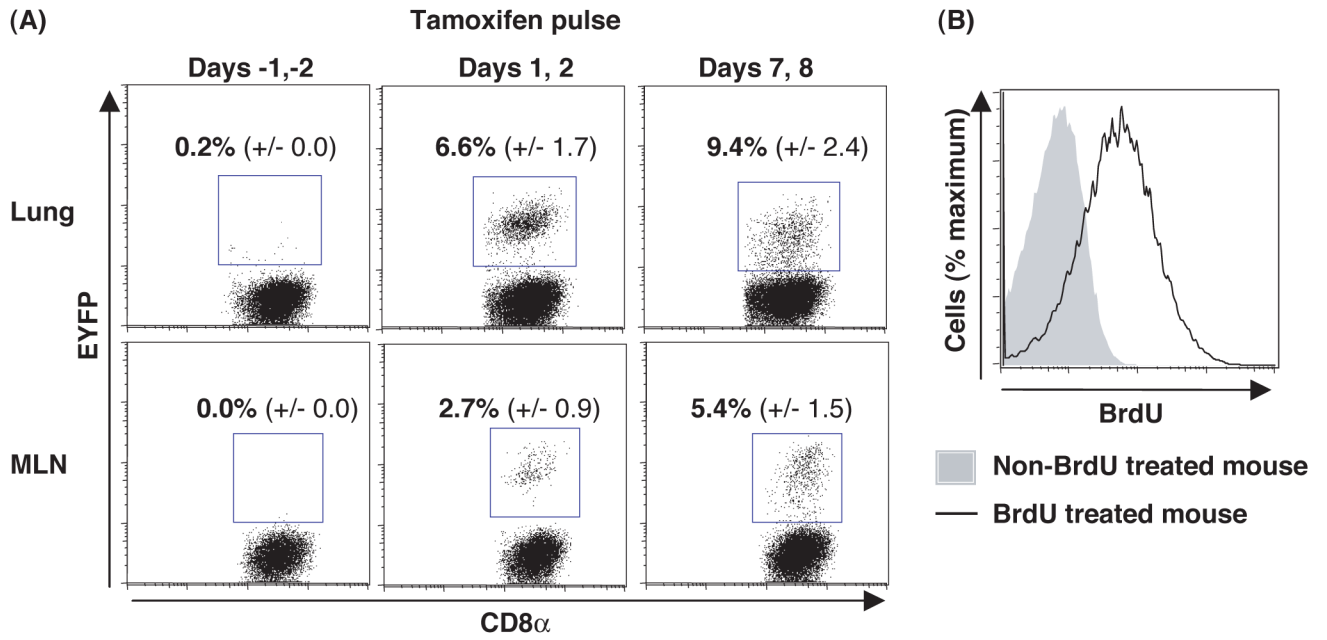 (A)
Tamoxifen pulse
Days -1,-2
Days 1, 2
Days 7, 8
0.2% (+/- 0.0)
6.6% (+/- 1.7)
9.4% (+/- 2.4)
Lung
EYFP
0.0% (+/- 0.0)
2.7% (+/- 0.9)
5.4% (+/- 1.5)
MLN
CD8α
(B)
Cells (% maximum)
BrdU
Non-BrdU treated mouse
BrdU treated mouse